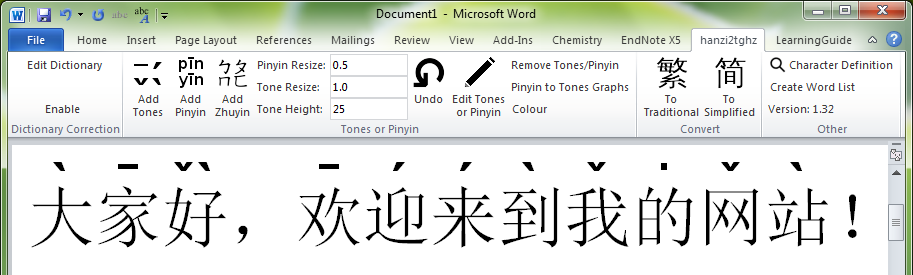 Document1 - Microsoft Word
File Home Insert Page Layout References Mailings Review View Add-Ins Chemistry EndNote X5 hanzi2tghz LearningGuide
Edit Dictionary
Enable
Dictionary Correction
Add Tones
pīn yīn
Add Pinyin
ㄅㄆㄈ
Add Zhuyin
Pinyin Resize: 0.5
Tone Resize: 1.0
Tone Height: 25
Undo
Edit Tones or Pinyin
Remove Tones/Pinyin
Pinyin to Tones Graphs
Colour
Tones or Pinyin
繁
To Traditional
简
To Simplified
Convert
Character Definition
Create Word List
Version: 1.32
Other
大家好，欢迎来到我的网站！